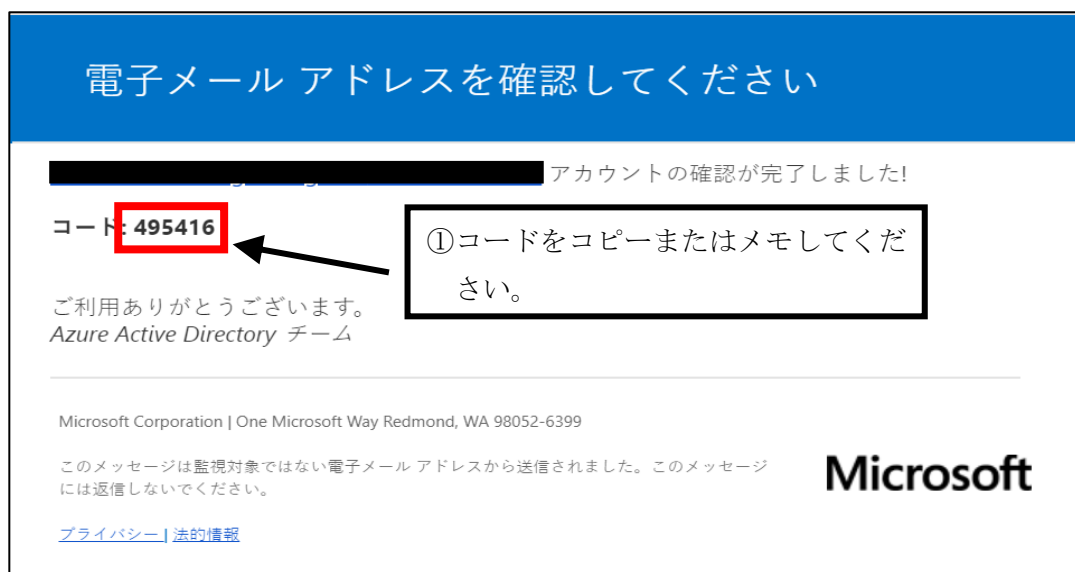 電子メール アドレスを確認してください
アカウントの確認が完了しました!
コード: 495416
①コードをコピーまたはメモしてくだ
さい。
ご利用ありがとうございます。
Azure Active Directory チーム
Microsoft Corporation | One Microsoft Way Redmond, WA 98052-6399
このメッセージは監視対象ではない電子メール アドレスから送信されました。このメッセージ
には返信しないでください。
Microsoft
プライバシー | 法的情報